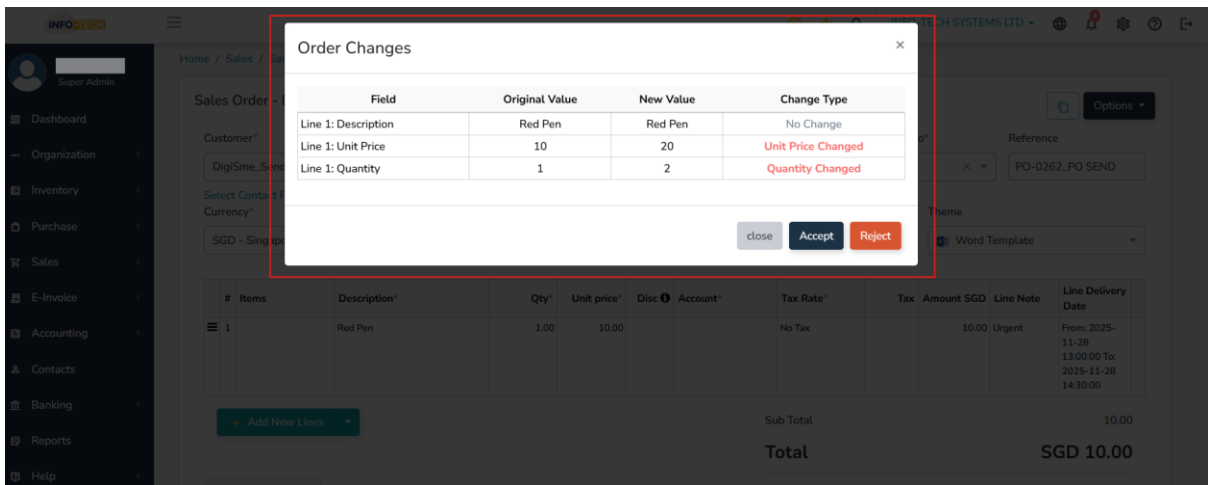 INFO-TECH
INFO-TECH SYSTEMS LTD
Super Admin
Dashboard
Organization
Inventory
Purchase
Sales
E-Invoice
Accounting
Contacts
Banking
Reports
Help
Home / Sales /
Sales Order -
Options
Order Changes ×
Field Original Value New Value Change Type
Line 1: Description Red Pen Red Pen No Change
Line 1: Unit Price 10 20 Unit Price Changed
Line 1: Quantity 1 2 Quantity Changed
close Accept Reject
Customer* Reference
PO-0262_PO SEND
Select Contact
Currency* Theme
Word Template
# Items Description* Qty* Unit price* Disc Account* Tax Rate* Tax Amount SGD Line Note Line Delivery Date
1 Red Pen 1.00 10.00 No Tax 10.00 Urgent From: 2025-
11-28
13:00:00 To:
2025-11-28
14:30:00
+ Add New Lines
Sub Total 10.00
Total SGD 10.00